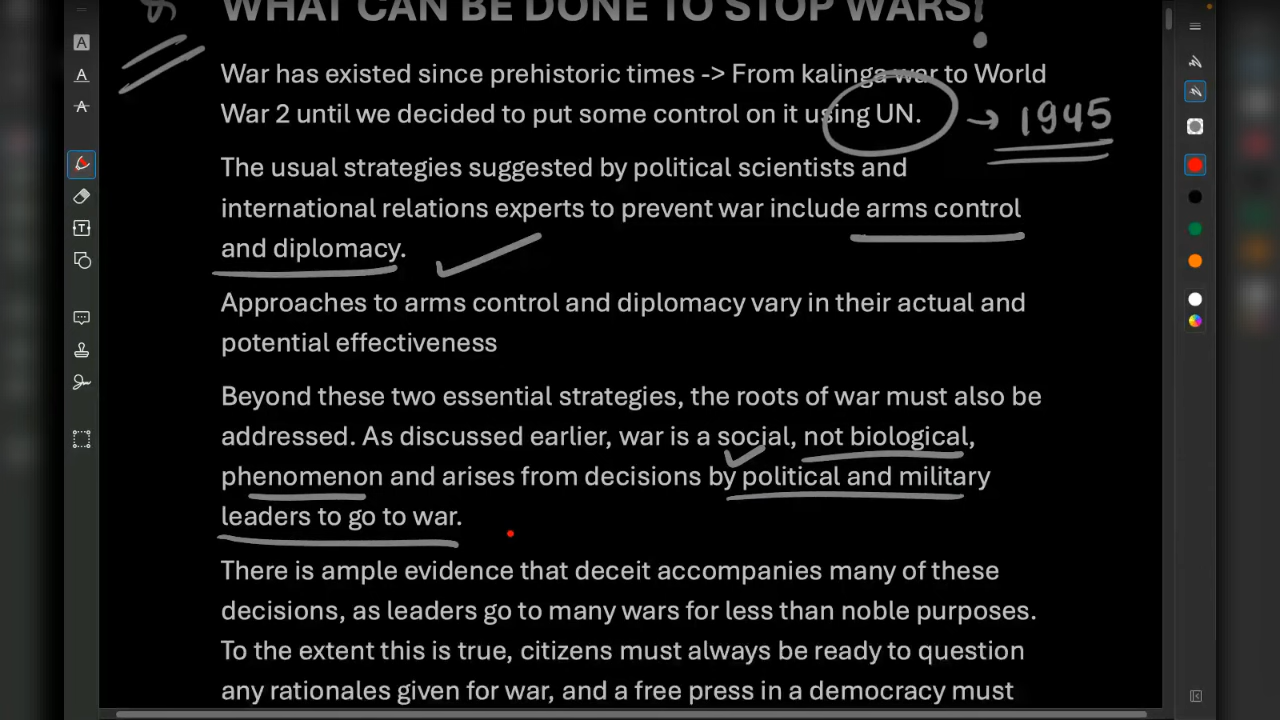 WHAT CAN BE DONE TO STOP WARS?
War has existed since prehistoric times -> From kalinga war to World
War 2 until we decided to put some control on it using UN. → 1945
The usual strategies suggested by political scientists and
international relations experts to prevent war include arms control
and diplomacy.
Approaches to arms control and diplomacy vary in their actual and
potential effectiveness
Beyond these two essential strategies, the roots of war must also be
addressed. As discussed earlier, war is a social, not biological,
phenomenon and arises from decisions by political and military
leaders to go to war.
There is ample evidence that deceit accompanies many of these
decisions, as leaders go to many wars for less than noble purposes.
To the extent this is true, citizens must always be ready to question
any rationales given for war, and a free press in a democracy must